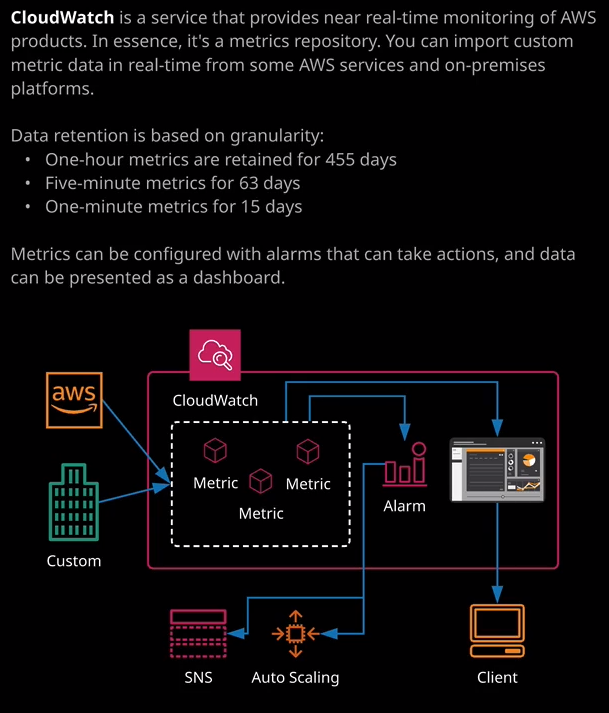 CloudWatch is a service that provides near real-time monitoring of AWS
products. In essence, it's a metrics repository. You can import custom
metric data in real-time from some AWS services and on-premises
platforms.
Data retention is based on granularity:
• One-hour metrics are retained for 455 days
• Five-minute metrics for 63 days
• One-minute metrics for 15 days
Metrics can be configured with alarms that can take actions, and data
can be presented as a dashboard.
aws
CloudWatch
Metric
Metric
Metric
Alarm
Custom
SNS
Auto Scaling
Client